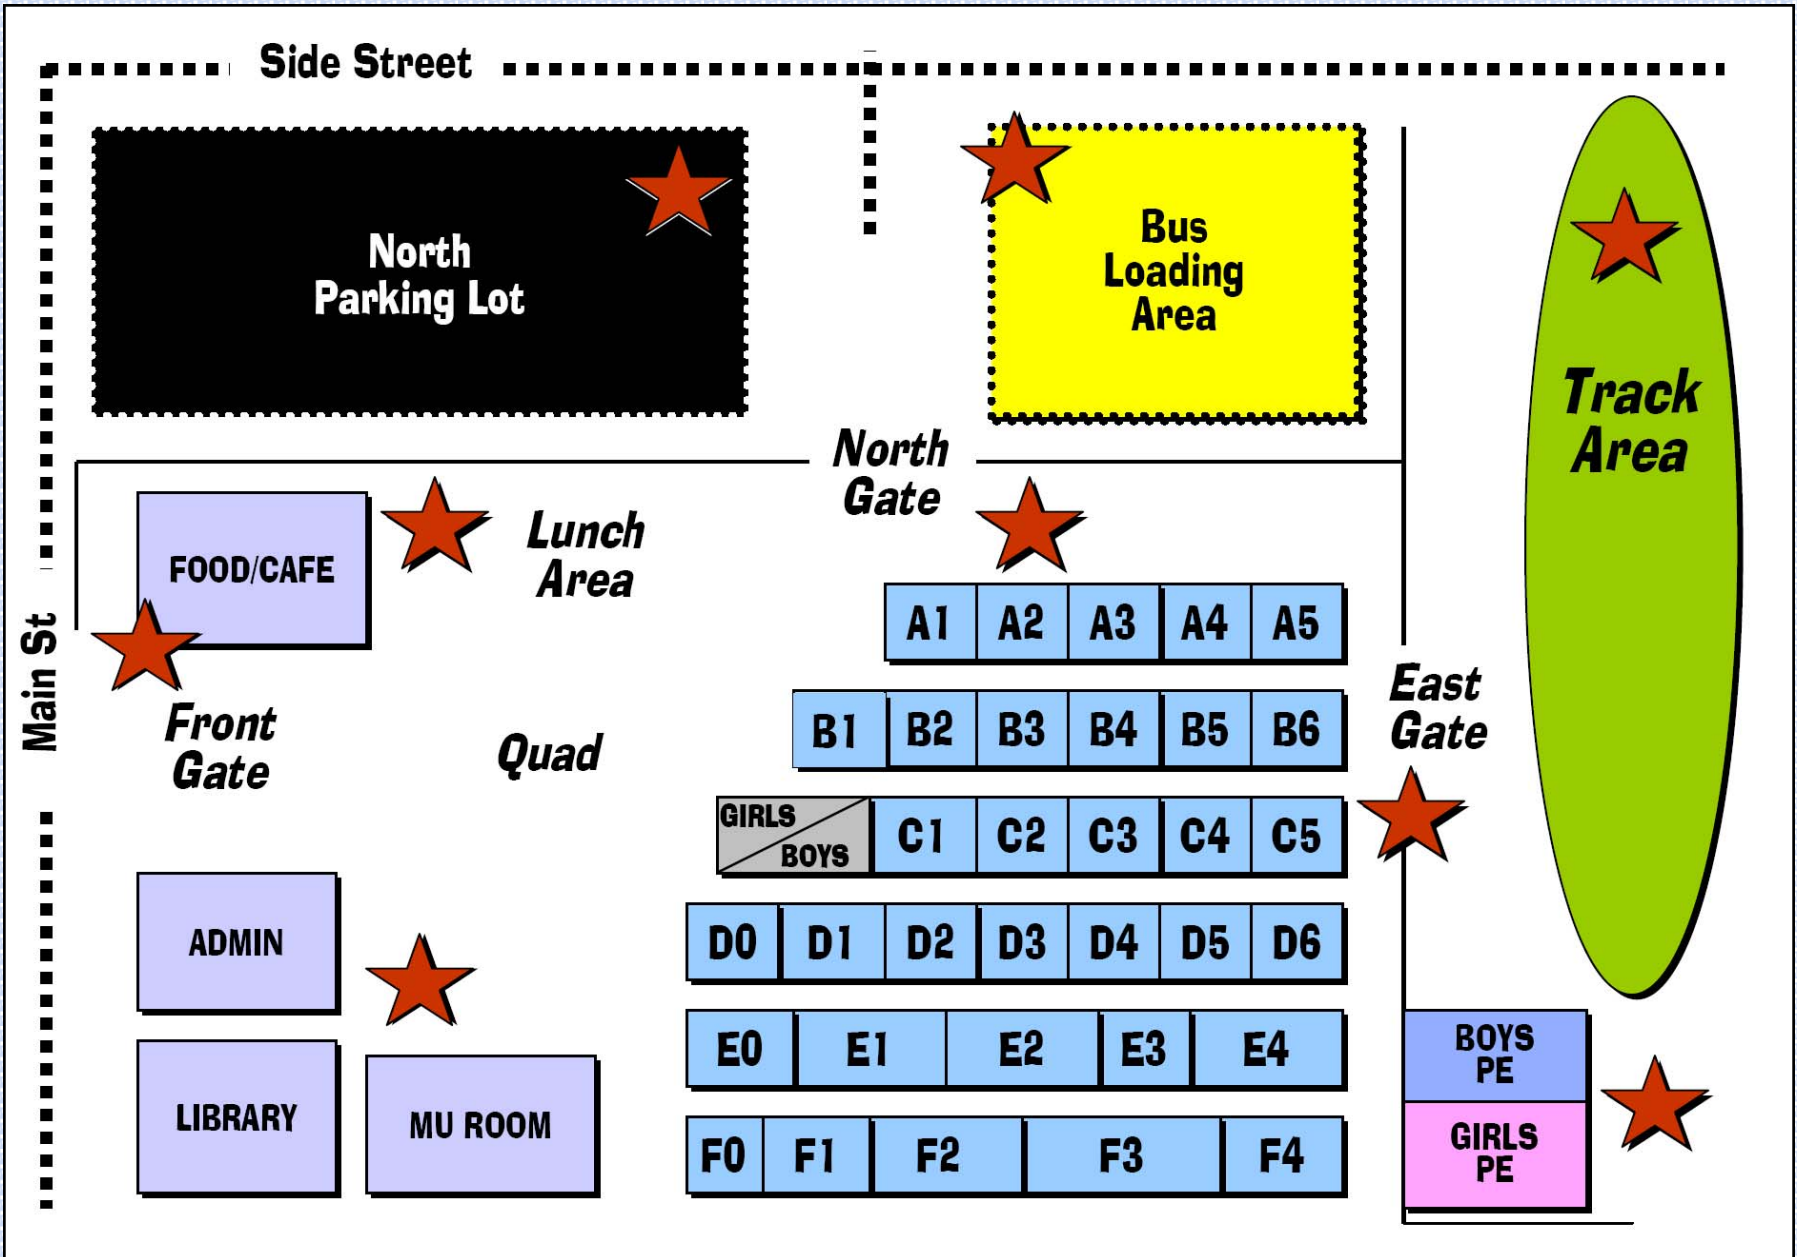 Side Street
North
Parking Lot
Bus
Loading
Area
Track
Area
North
Gate
Lunch
Area
FOOD/CAFE
A1 A2 A3 A4 A5
Main St
Front
Gate
Quad
East
Gate
B1 B2 B3 B4 B5 B6
GIRLS
BOYS
C1 C2 C3 C4 C5
ADMIN
D0 D1 D2 D3 D4 D5 D6
E0 E1 E2 E3 E4
BOYS
PE
LIBRARY
MU ROOM
F0 F1 F2 F3 F4
GIRLS
PE